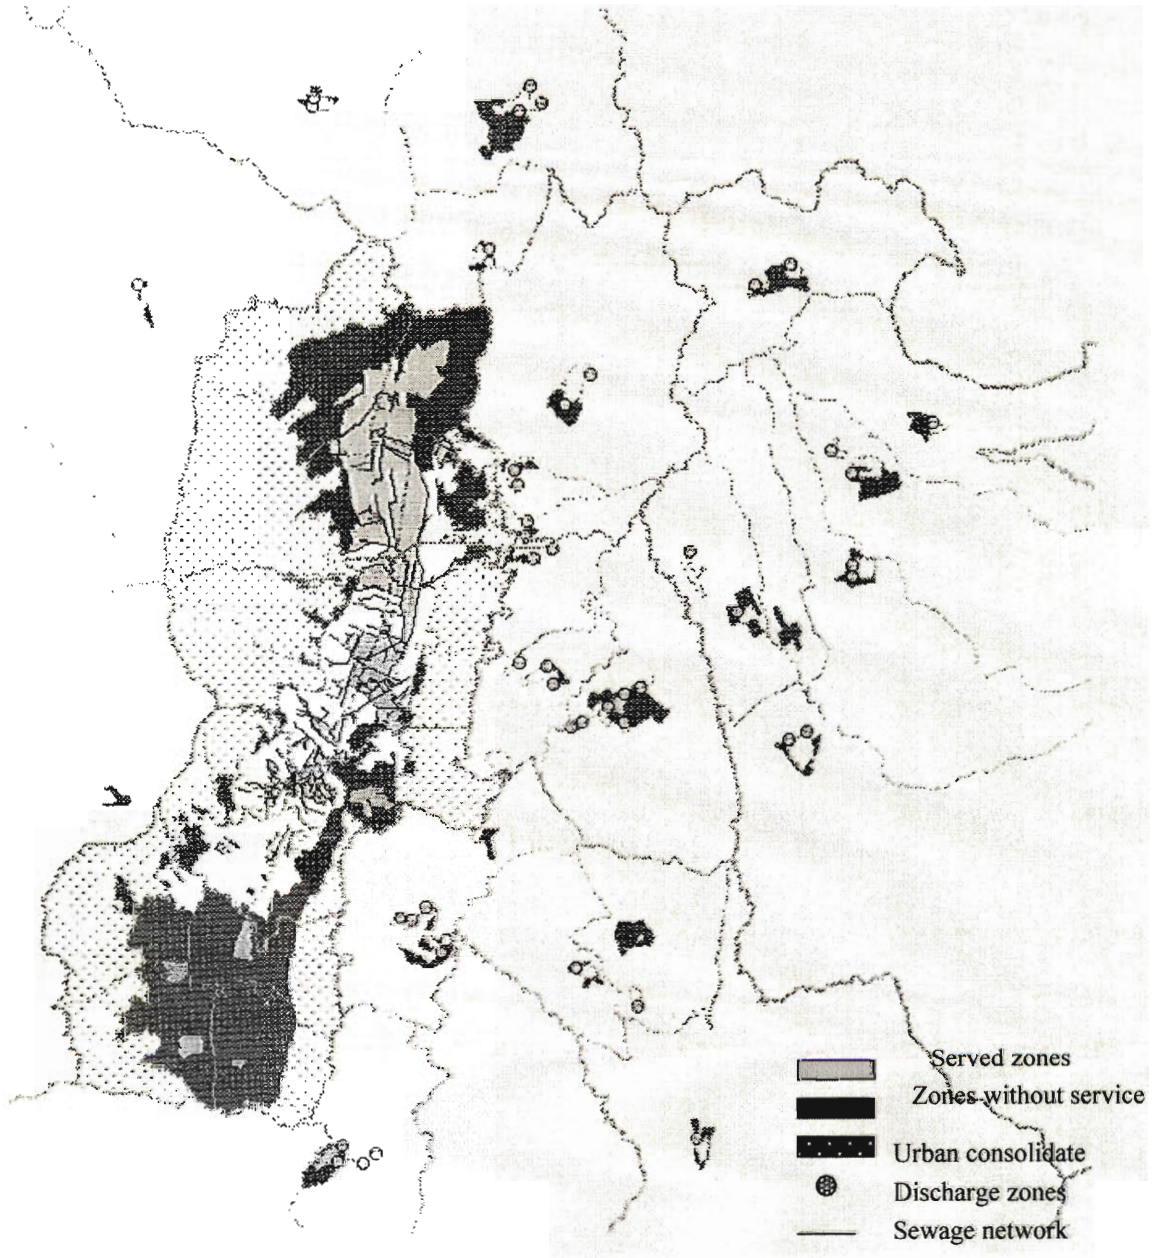 Served zones
Zones without service
Urban consolidate
Discharge zones
Sewage network